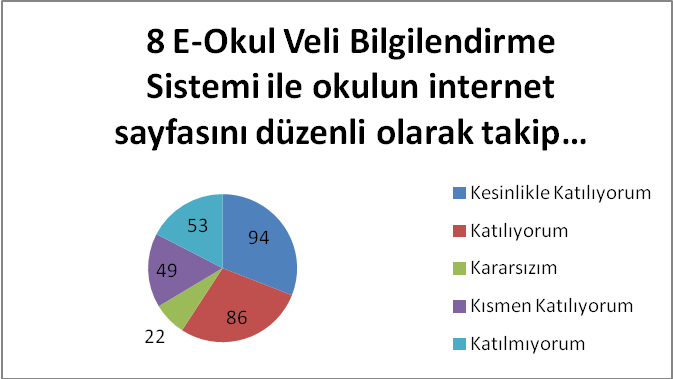 8 E-Okul Veli Bilgilendirme
Sistemi ile okulun internet
sayfasını düzenli olarak takip...
94
86
22
49
53
Kesinlikle Katılıyorum
Katılıyorum
Kararsızım
Kısmen Katılıyorum
Katılmıyorum